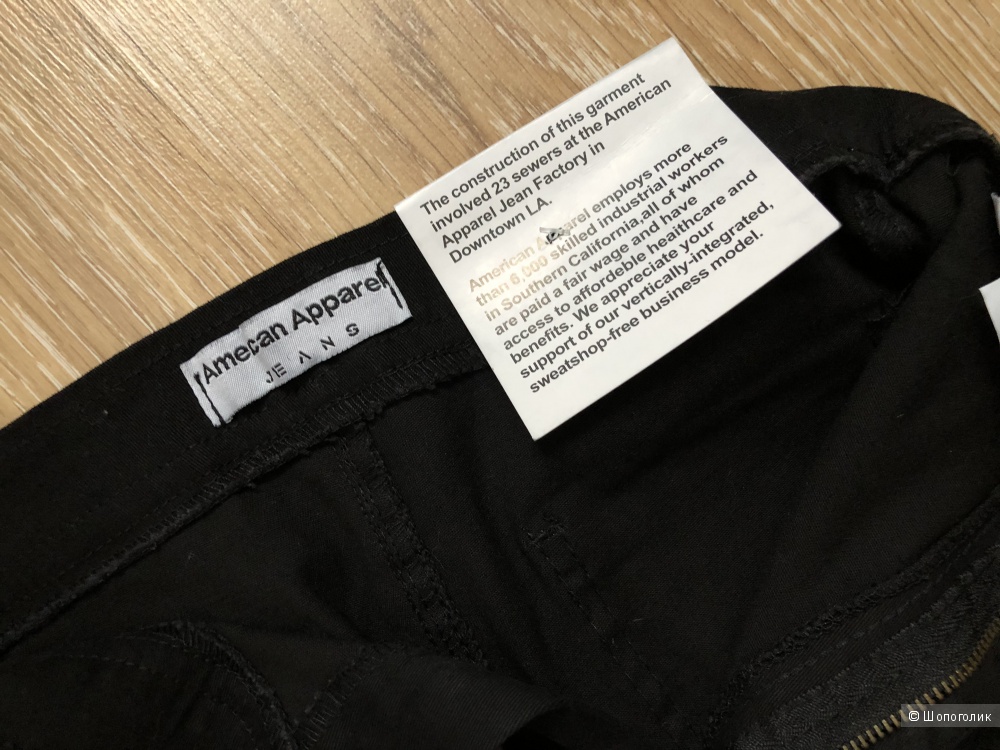 The construction of this garment
involved 23 sewers at the American
Apparel Jean Factory in
Downtown LA.
American Apparel employs more
than 6,000 skilled industrial workers
in Southern California,all of whom
are paid a fair wage and have
access to affordeble healthcare and
benefits. We appreciate your
support of our vertically-integrated,
sweatshop-free business model.
Amecan Apparel
JEANS
© Шопоголик